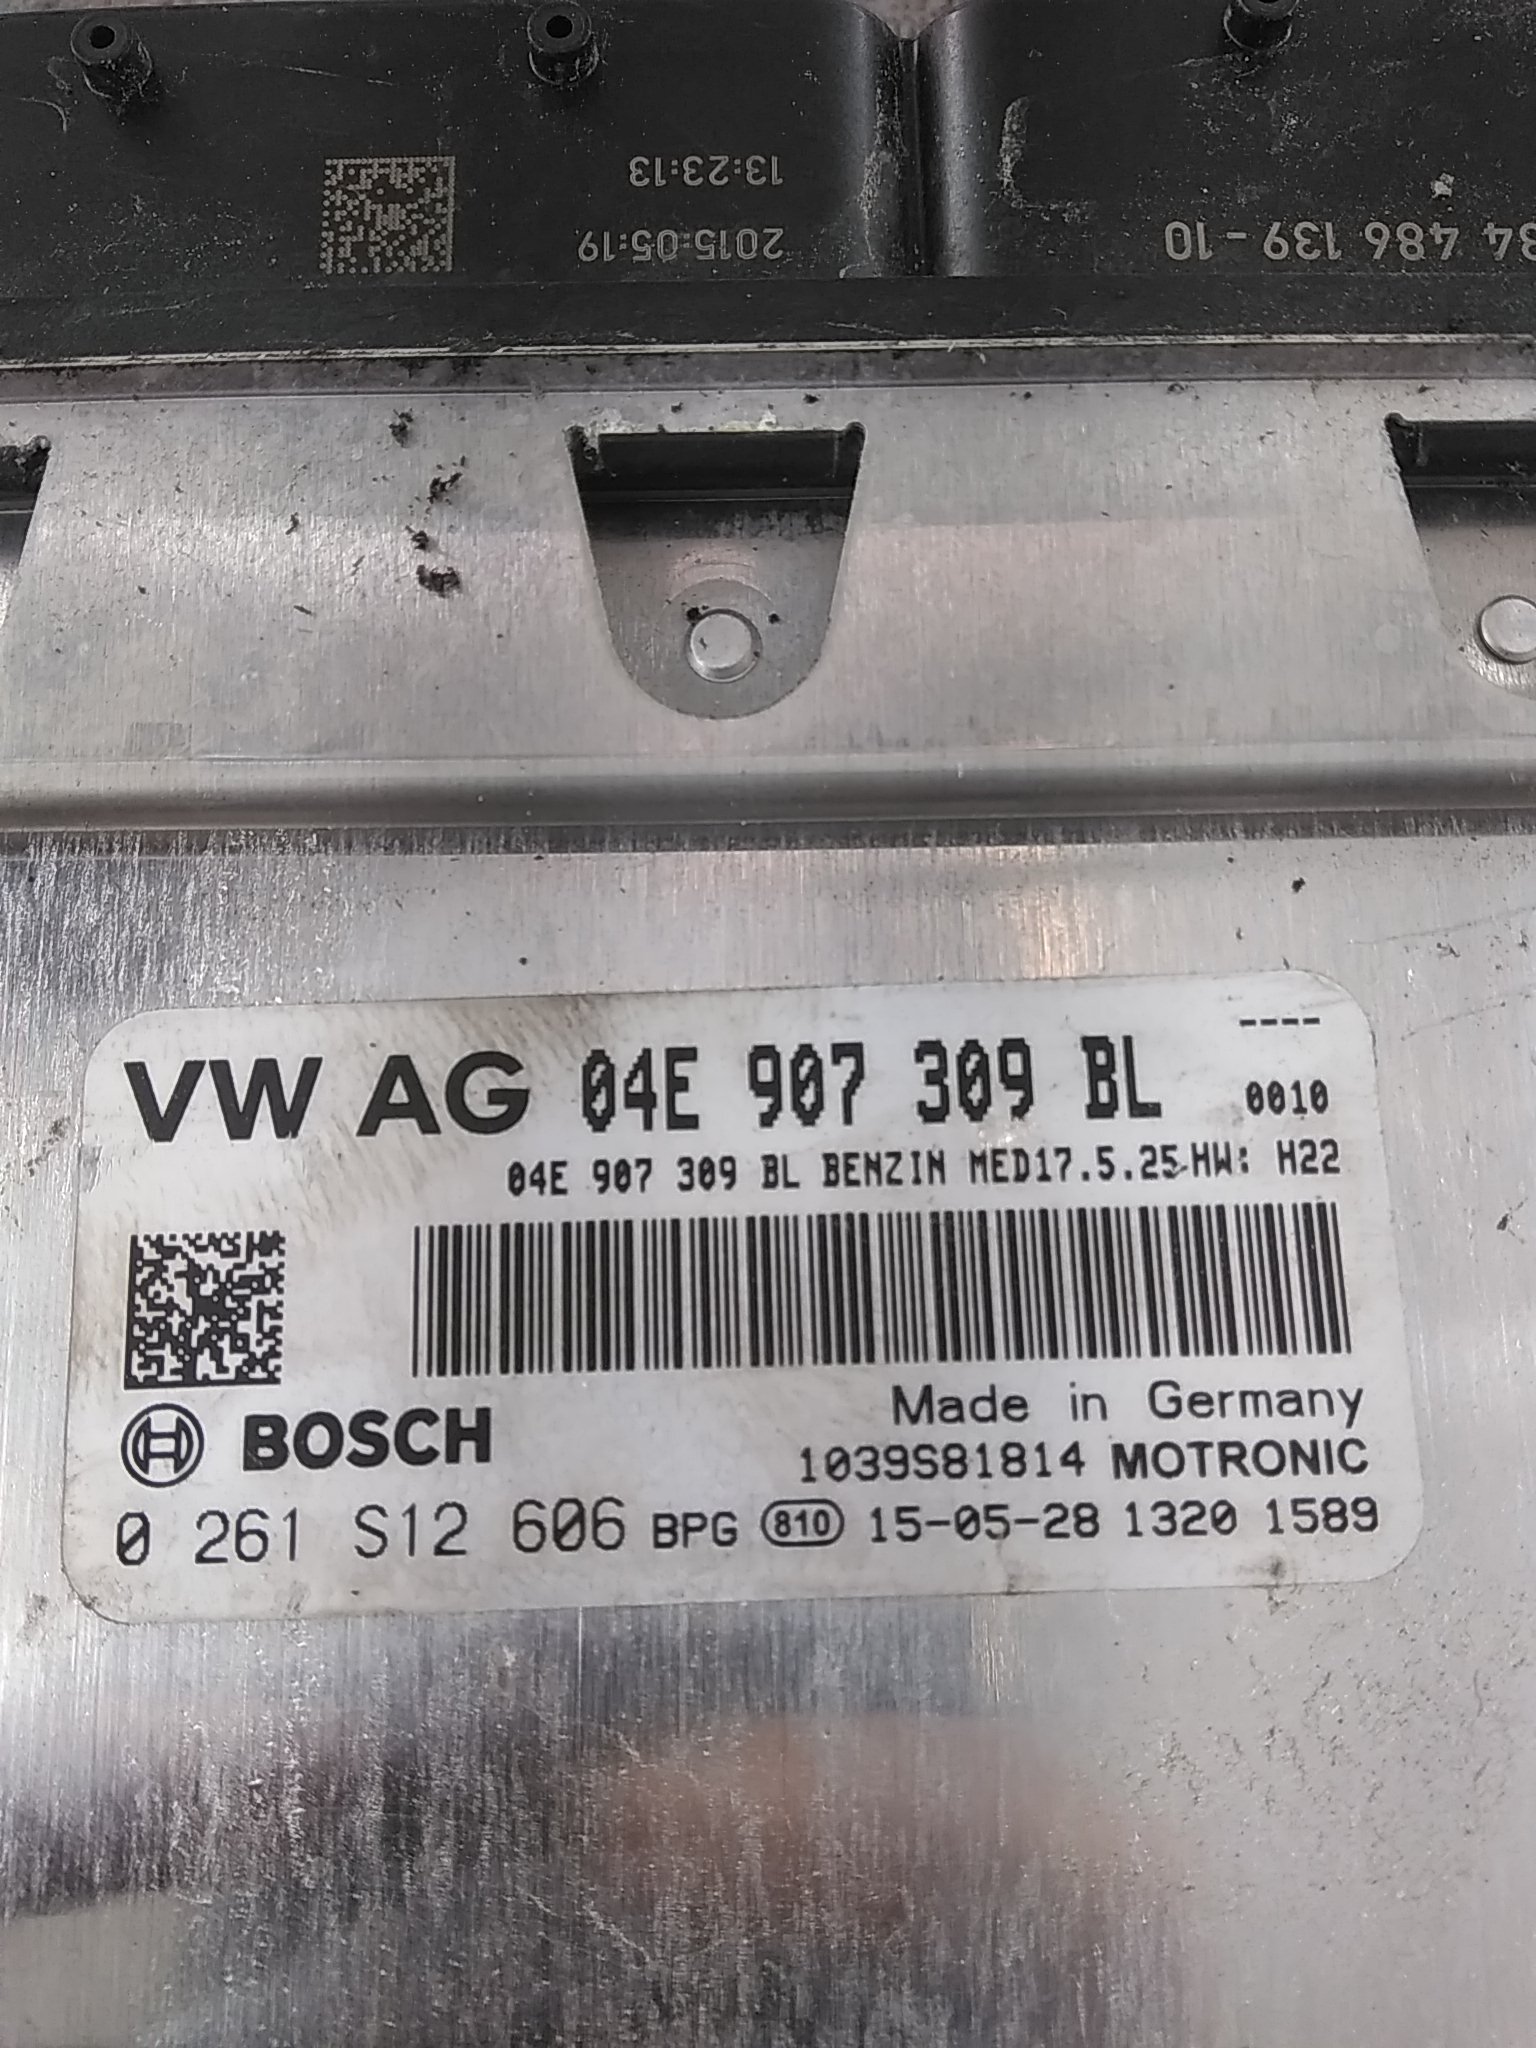 13:23:13
2015:05:19
34 486 139-10
----
VW AG 04E 907 309 BL 0010
04E 907 309 BL BENZIN MED17.5.25 HW: H22
Made in Germany
BOSCH 1039S81814 MOTRONIC
0 261 S12 606 BPG 810 15-05-28 1320 1589